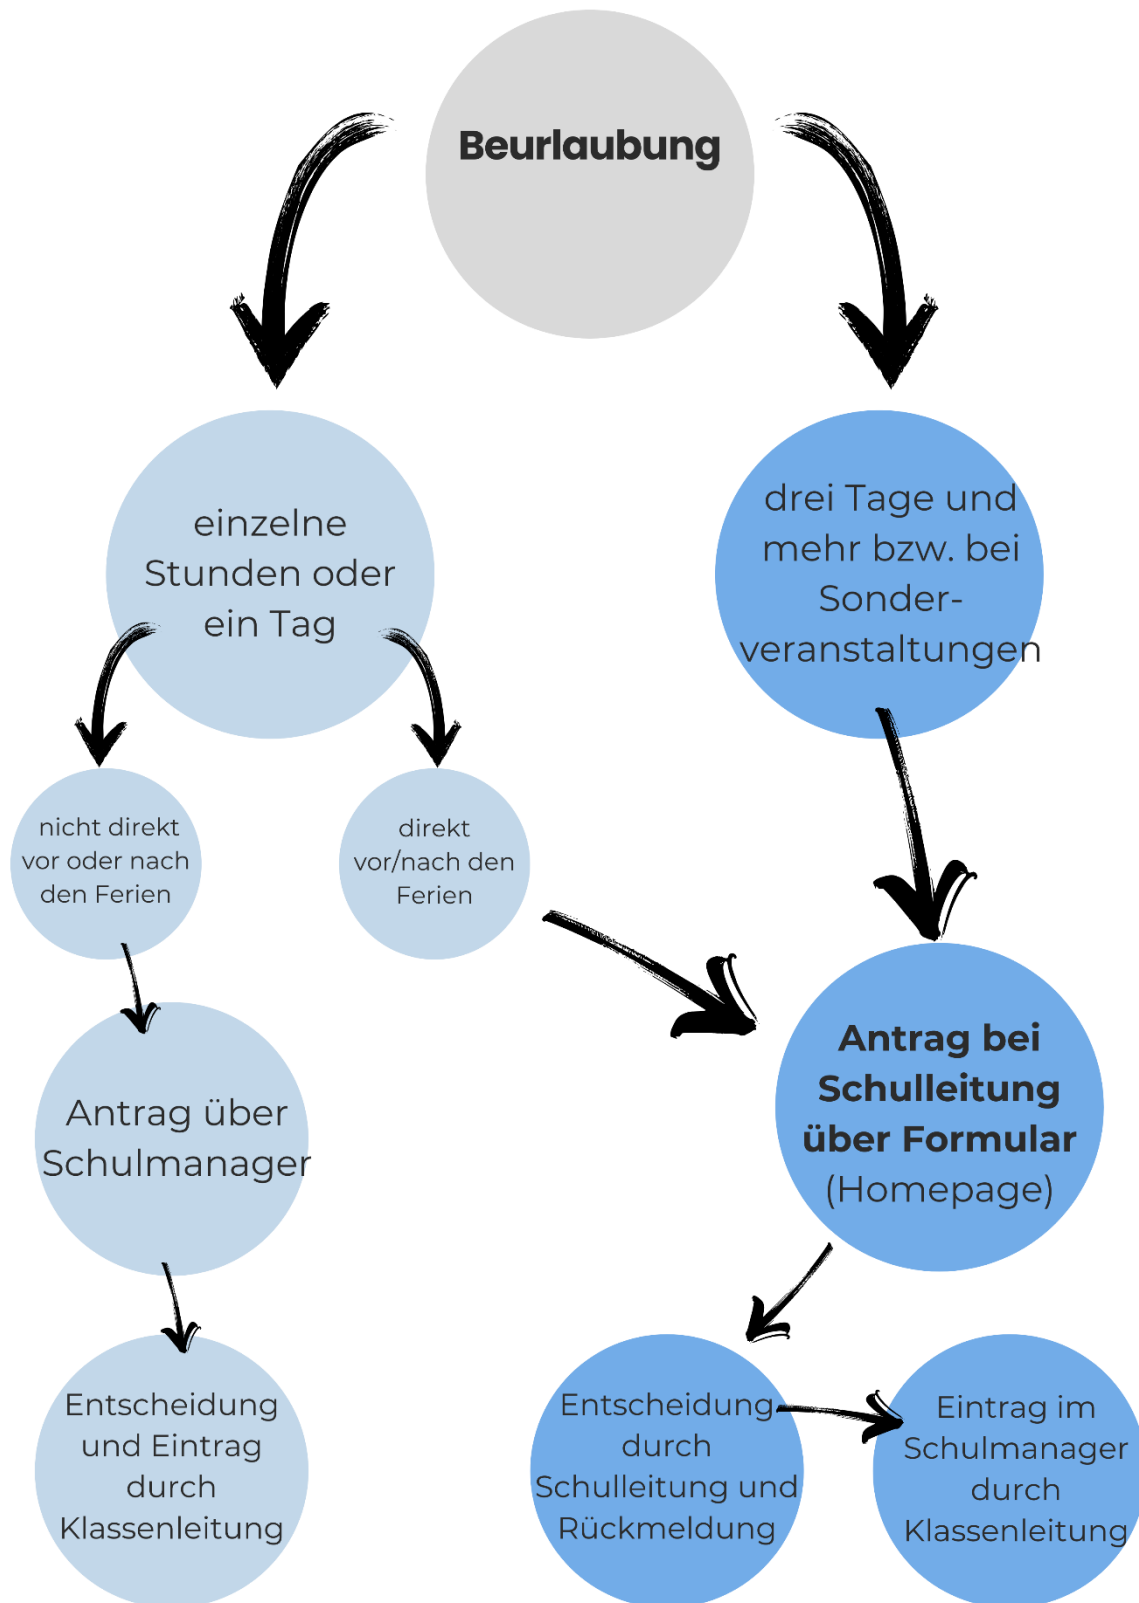 Beurlaubung
einzelne
Stunden oder
ein Tag
drei Tage und
mehr bzw. bei
Sonder-
veranstaltungen
nicht direkt
vor oder nach
den Ferien
direkt
vor/nach den
Ferien
Antrag über
Schulmanager
Antrag bei
Schulleitung
über Formular
(Homepage)
Entscheidung
und Eintrag
durch
Klassenleitung
Entscheidung
durch
Schulleitung und
Rückmeldung
Eintrag im
Schulmanager
durch
Klassenleitung